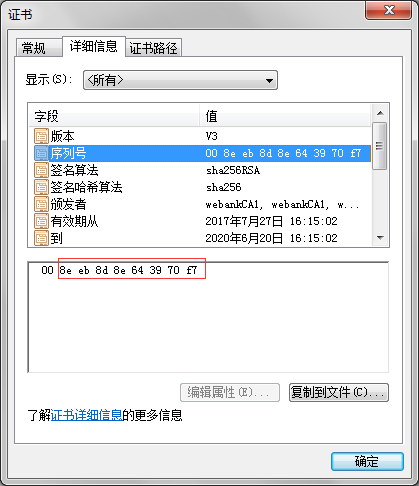 证书
常规 详细信息 证书路径
显示(S): <所有>
字段 值
版本 V3
序列号 00 8e eb 8d 8e 64 39 70 f7
签名算法 sha256RSA
签名哈希算法 sha256
颁发者 webankCA1, webankCA1, w...
有效期从 2017年7月27日 16:15:02
到 2020年6月20日 16:15:02
00 8e eb 8d 8e 64 39 70 f7
编辑属性(E)... 复制到文件(C)...
了解证书详细信息的更多信息
确定